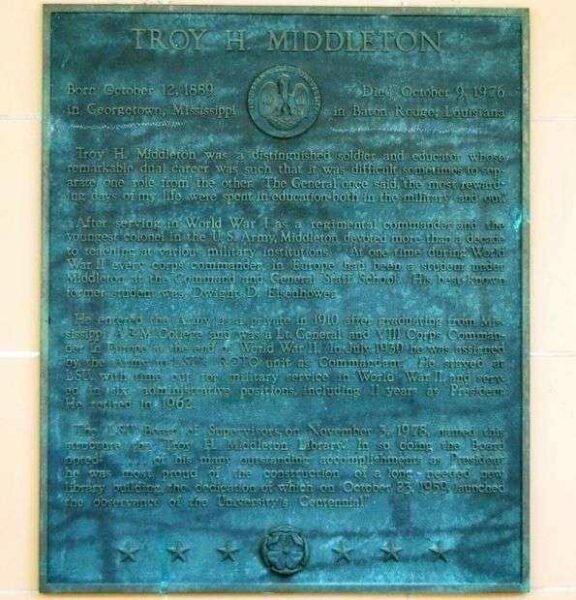 TROY H. MIDDLETON
Born October 12, 1889
in Georgetown, Mississippi
Died October 9, 1976
in Baton Rouge, Louisiana
Troy H. Middleton was a distinguished soldier and educator whose
remarkable dual career was such that it was difficult sometimes to sep-
arate one role from the other. The General once said, the most reward-
ing days of my life were spent in education-both in the military and out
After serving in World War I as a regimental commander and the
youngest colonel in the U. S. Army, Middleton devoted more than a decade
to teaching at various military institutions. At one time during World
War II every corps commander in Europe had been a student under
Middleton at the Command and General Staff School. His best-known
former student was Dwight D. Eisenhower.
He entered the Army as a private in 1910 after graduating from Mis-
sissippi A & M College and was a Lt. General and VIII Corps Comman-
der in Europe at the end of World War II. In July, 1930 he was assigned
by the Army to LSU's ROTC unit as Commandant. He stayed at
LSU, with time out for military service in World War II, and serv-
ed in six administrative positions, including 11 years as President
He retired in 1962.
The LSU Board of Supervisors, on November 3, 1978, named this
structure the "Troy H. Middleton Library." In so doing the Board
of his many outstanding accomplishments as President
he was most proud of the construction of a long needed new
library building, the dedication of which on October 23, 1959, launched
the observance of the University's Centennial."